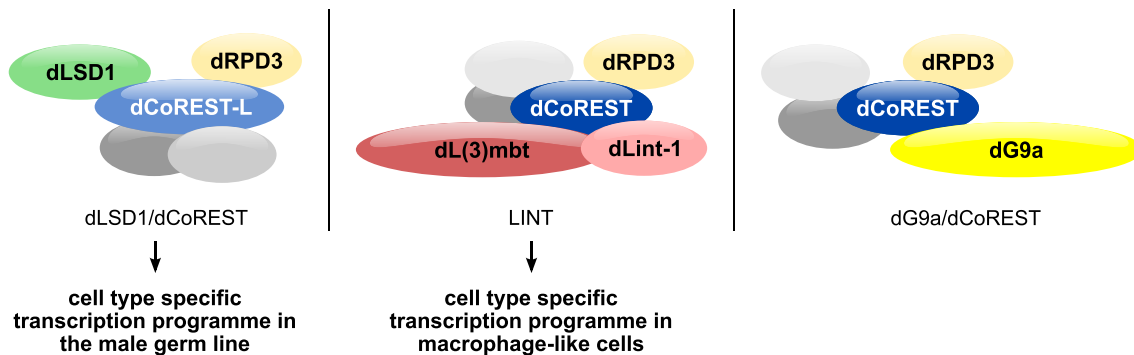 dLSD1
dRPD3
dCoREST-L
dLSD1/dCoREST
cell type specific
transcription programme in
the male germ line
dRPD3
dCoREST
dL(3)mbt
dLint-1
LINT
cell type specific
transcription programme in
macrophage-like cells
dRPD3
dCoREST
dG9a
dG9a/dCoREST